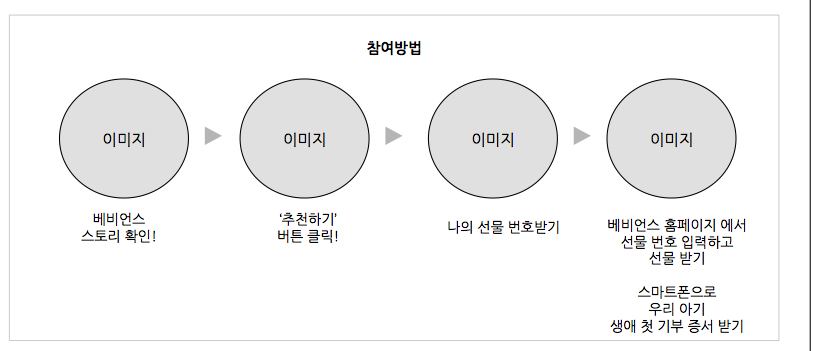 참여방법
이미지
이미지
이미지
이미지
베비언스
스토리 확인!
'추천하기'
버튼 클릭!
나의 선물 번호받기
베비언스 홈페이지 에서
선물 번호 입력하고
선물 받기
스마트폰으로
우리 아기
생애 첫 기부 증서 받기